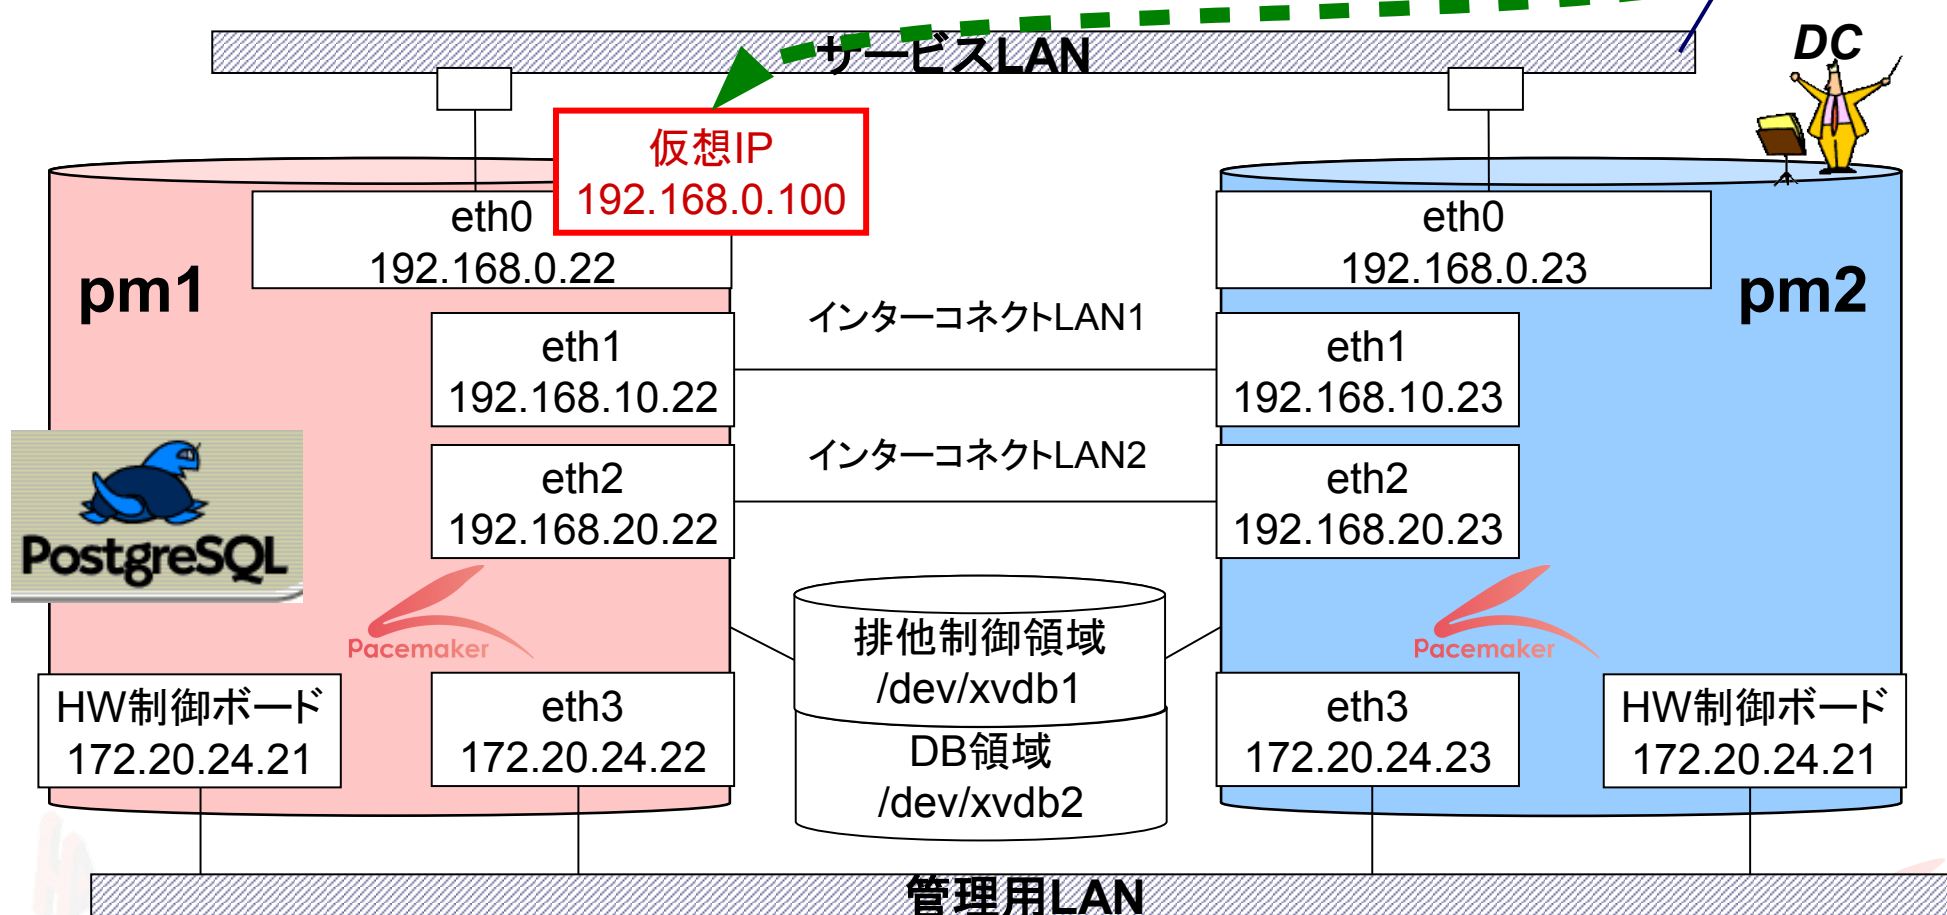 サービスLAN
DC
仮想IP
192.168.0.100
eth0
192.168.0.22
eth0
192.168.0.23
pm1
pm2
インターコネクトLAN1
eth1
192.168.10.22
eth1
192.168.10.23
インターコネクトLAN2
eth2
192.168.20.22
eth2
192.168.20.23
PostgreSQL
Pacemaker
Pacemaker
排他制御領域
/dev/xvdb1
HW制御ボード
172.20.24.21
eth3
172.20.24.22
DB領域
/dev/xvdb2
eth3
172.20.24.23
HW制御ボード
172.20.24.21
管理用LAN